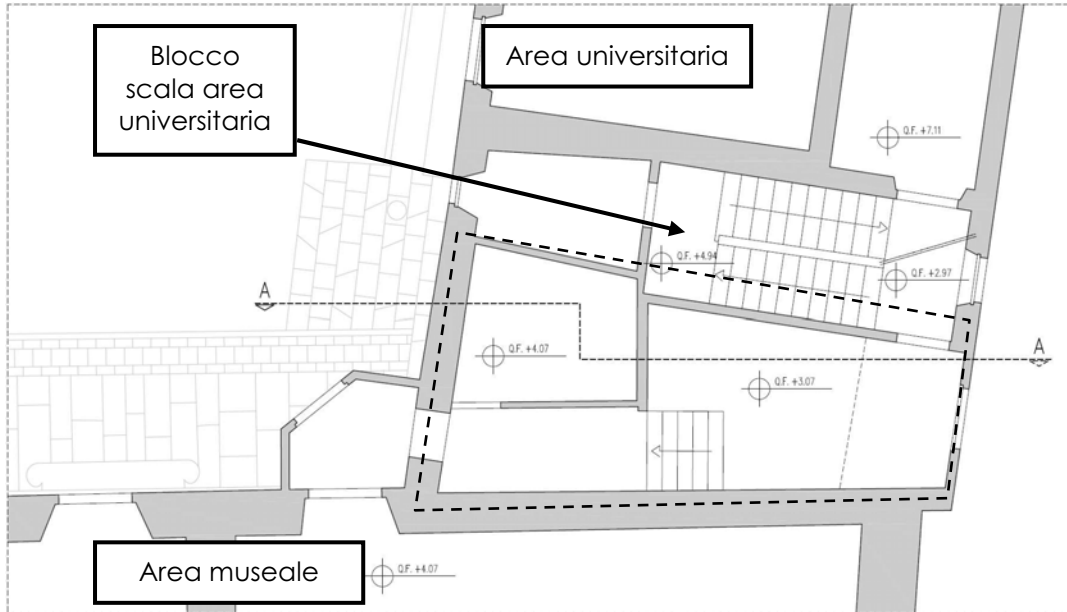 Blocco
scala area
universitaria
Area universitaria
Q.F. +7.11
Q.F. +4.94
Q.F. +2.97
A
Q.F. +4.07
A
Q.F. +3.07
Area museale
Q.F. +4.07